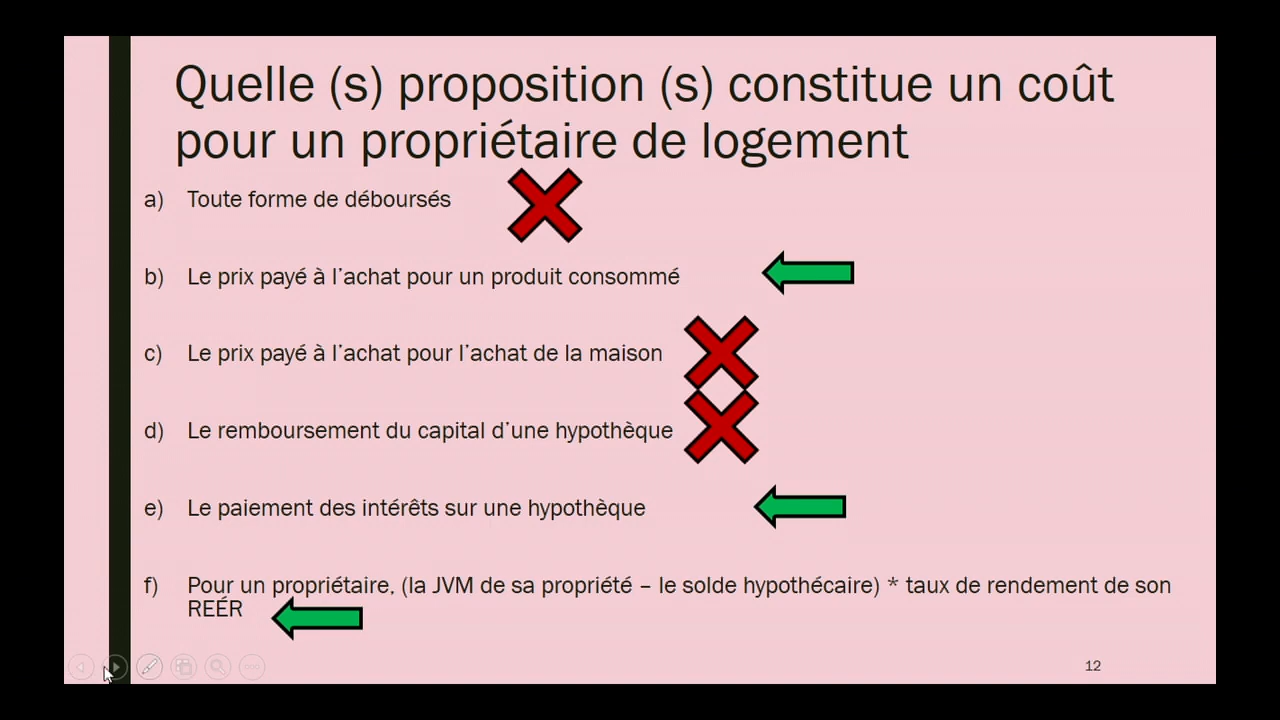 Quelle (s) proposition (s) constitue un coût
pour un propriétaire de logement
a) Toute forme de déboursés
b) Le prix payé à l’achat pour un produit consommé
c) Le prix payé à l’achat pour l’achat de la maison
d) Le remboursement du capital d’une hypothèque
e) Le paiement des intérêts sur une hypothèque
f) Pour un propriétaire, (la JVM de sa propriété – le solde hypothécaire) * taux de rendement de son
REÉR
12